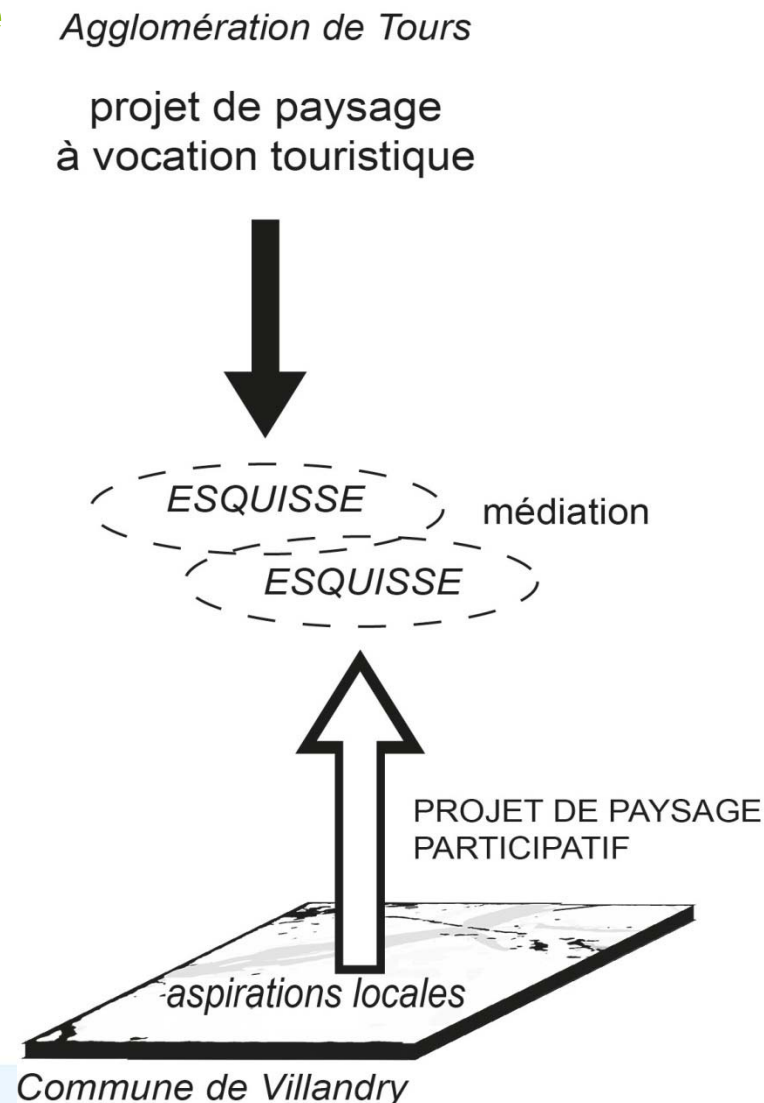 Agglomération de Tours
projet de paysage
à vocation touristique
ESQUISSE
médiation
ESQUISSE
PROJET DE PAYSAGE
PARTICIPATIF
aspirations locales
Commune de Villandry